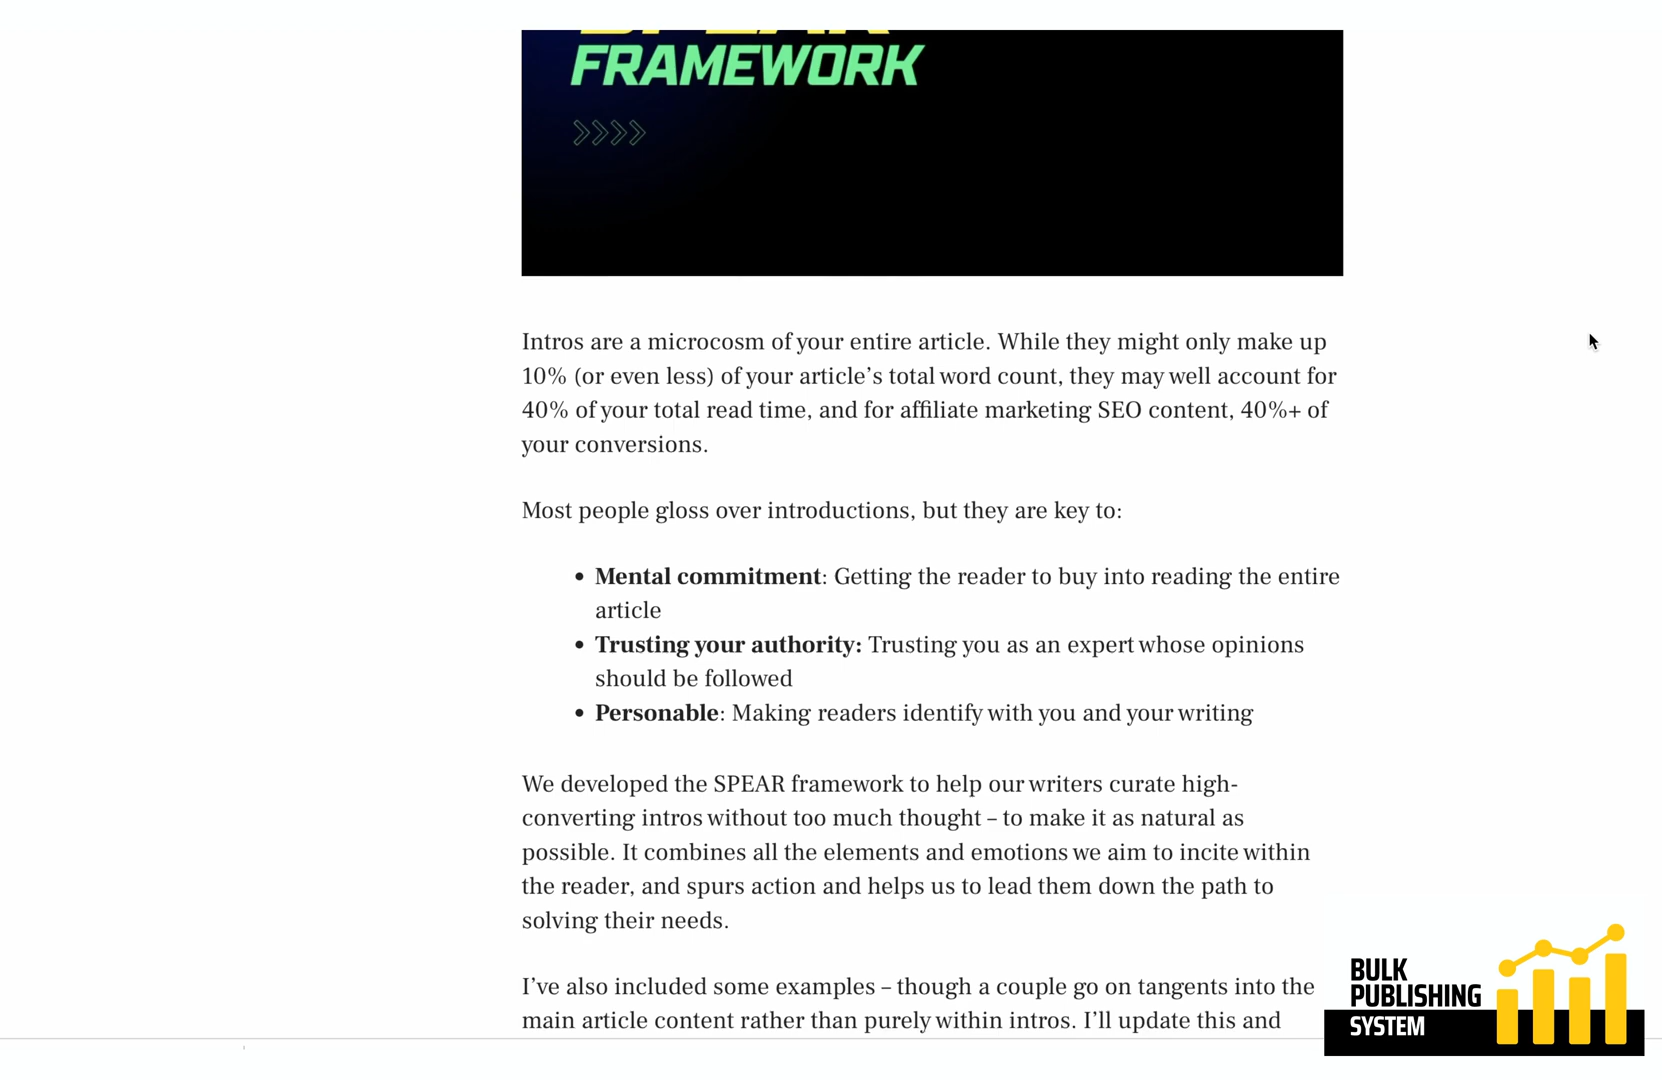 FRAMEWORK
Intros are a microcosm of your entire article. While they might only make up
10% (or even less) of your article’s total word count, they may well account for
40% of your total read time, and for affiliate marketing SEO content, 40%+ of
your conversions.
Most people gloss over introductions, but they are key to:
• Mental commitment: Getting the reader to buy into reading the entire
article
• Trusting your authority: Trusting you as an expert whose opinions
should be followed
• Personable: Making readers identify with you and your writing
We developed the SPEAR framework to help our writers curate high-
converting intros without too much thought – to make it as natural as
possible. It combines all the elements and emotions we aim to incite within
the reader, and spurs action and helps us to lead them down the path to
solving their needs.
I’ve also included some examples – though a couple go on tangents into the
main article content rather than purely within intros. I’ll update this and
BULK
PUBLISHING
SYSTEM